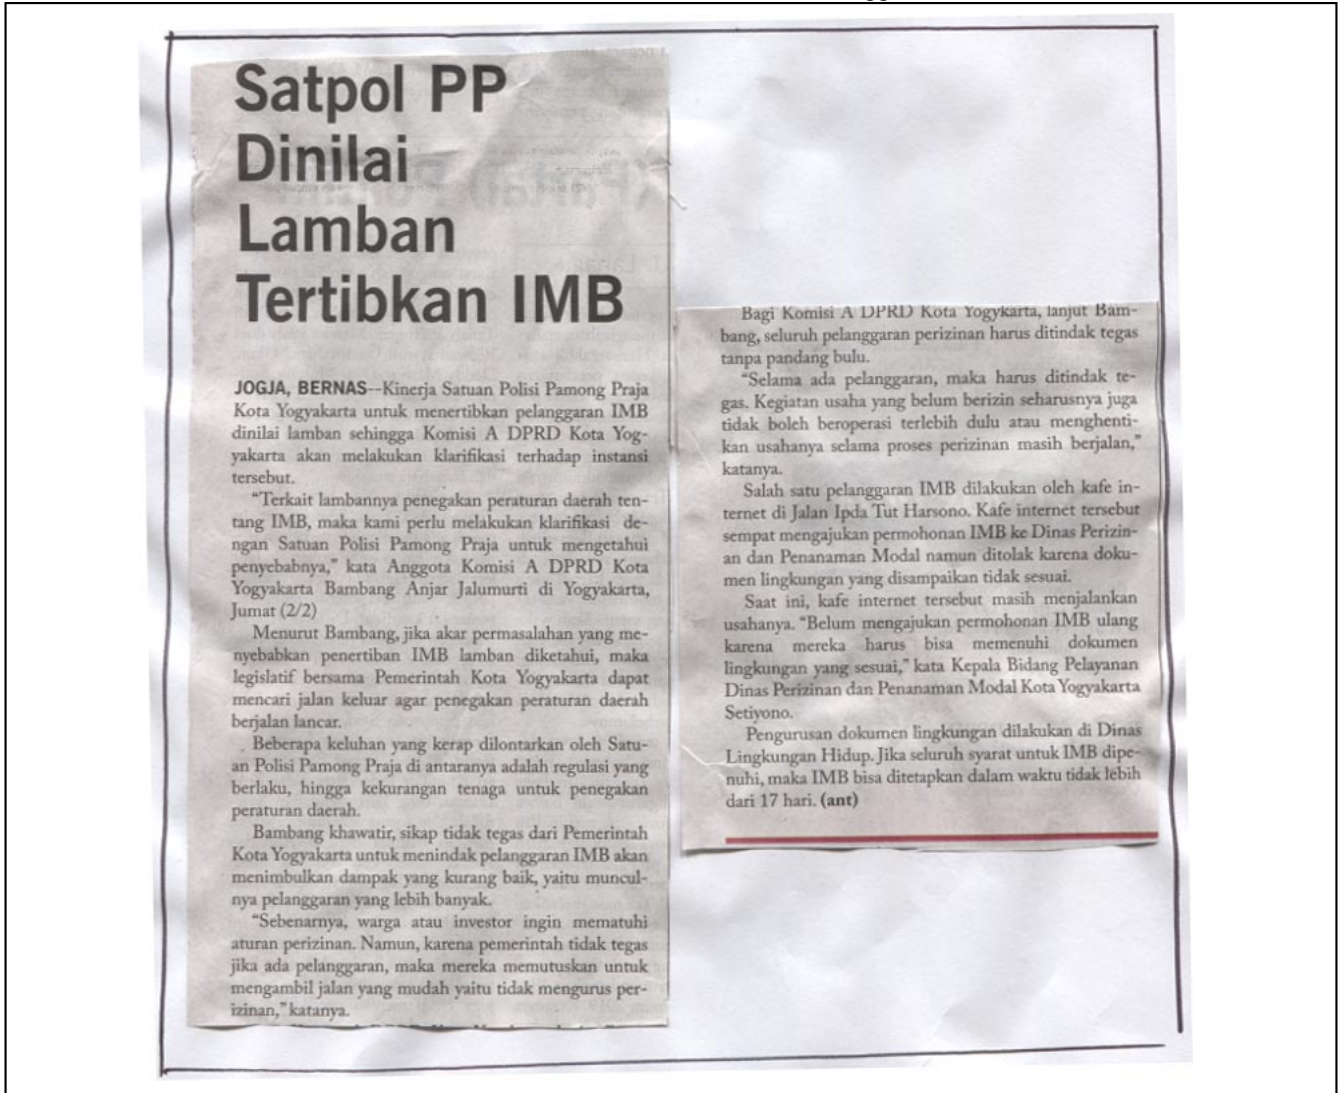 Satpol PP
Dinilai
Lamban
Tertibkan IMB
JOGJA, BERNAS--Kinerja Satuan Polisi Pamong Praja
Kota Yogyakarta untuk menertibkan pelanggaran IMB
dinilai lamban sehingga Komisi A DPRD Kota Yog-
yakarta akan melakukan klarifikasi terhadap instansi
tersebut.
"Terkait lambannya penegakan peraturan daerah ten-
tang IMB, maka kami perlu melakukan klarifikasi de-
ngan Satuan Polisi Pamong Praja untuk mengetahui
penyebabnya," kata Anggota Komisi A DPRD Kota
Yogyakarta Bambang Anjar Jalumurti di Yogyakarta,
Jumat (2/2)
Menurut Bambang, jika akar permasalahan yang me-
nyebabkan penertiban IMB lamban diketahui, maka
legislatif bersama Pemerintah Kota Yogyakarta dapat
mencari jalan keluar agar penegakan peraturan daerah
berjalan lancar.
Beberapa keluhan yang kerap dilontarkan oleh Satu-
an Polisi Pamong Praja di antaranya adalah regulasi yang
berlaku, hingga kekurangan tenaga untuk penegakan
peraturan daerah.
Bambang khawatir, sikap tidak tegas dari Pemerintah
Kota Yogyakarta untuk menindak pelanggaran IMB akan
menimbulkan dampak yang kurang baik, yaitu muncul-
nya pelanggaran yang lebih banyak.
"Sebenarnya, warga atau investor ingin mematuhi
aturan perizinan. Namun, karena pemerintah tidak tegas
jika ada pelanggaran, maka mereka memutuskan untuk
mengambil jalan yang mudah yaitu tidak mengurus per-
izinan," katanya.
Bagi Komisi A DPRD Kota Yogykarta, lanjut Bam-
bang, seluruh pelanggaran perizinan harus ditindak tegas
tanpa pandang bulu.
"Selama ada pelanggaran, maka harus ditindak te-
gas. Kegiatan usaha yang belum berizin seharusnya juga
tidak boleh beroperasi terlebih dulu atau menghenti-
kan usahanya selama proses perizinan masih berjalan,"
katanya.
Salah satu pelanggaran IMB dilakukan oleh kafe in-
ternet di Jalan Ipda Tut Harsono. Kafe internet tersebut
sempat mengajukan permohonan IMB ke Dinas Perizin-
an dan Penanaman Modal namun ditolak karena doku-
men lingkungan yang disampaikan tidak sesuai.
Saat ini, kafe internet tersebut masih menjalankan
usahanya. "Belum mengajukan permohonan IMB ulang
karena mereka harus bisa memenuhi dokumen
lingkungan yang sesuai," kata Kepala Bidang Pelayanan
Dinas Perizinan dan Penanaman Modal Kota Yogyakarta
Setiyono.
Pengurusan dokumen lingkungan dilakukan di Dinas
Lingkungan Hidup. Jika seluruh syarat untuk IMB dipe-
nuhi, maka IMB bisa ditetapkan dalam waktu tidak lebih
dari 17 hari. (ant)